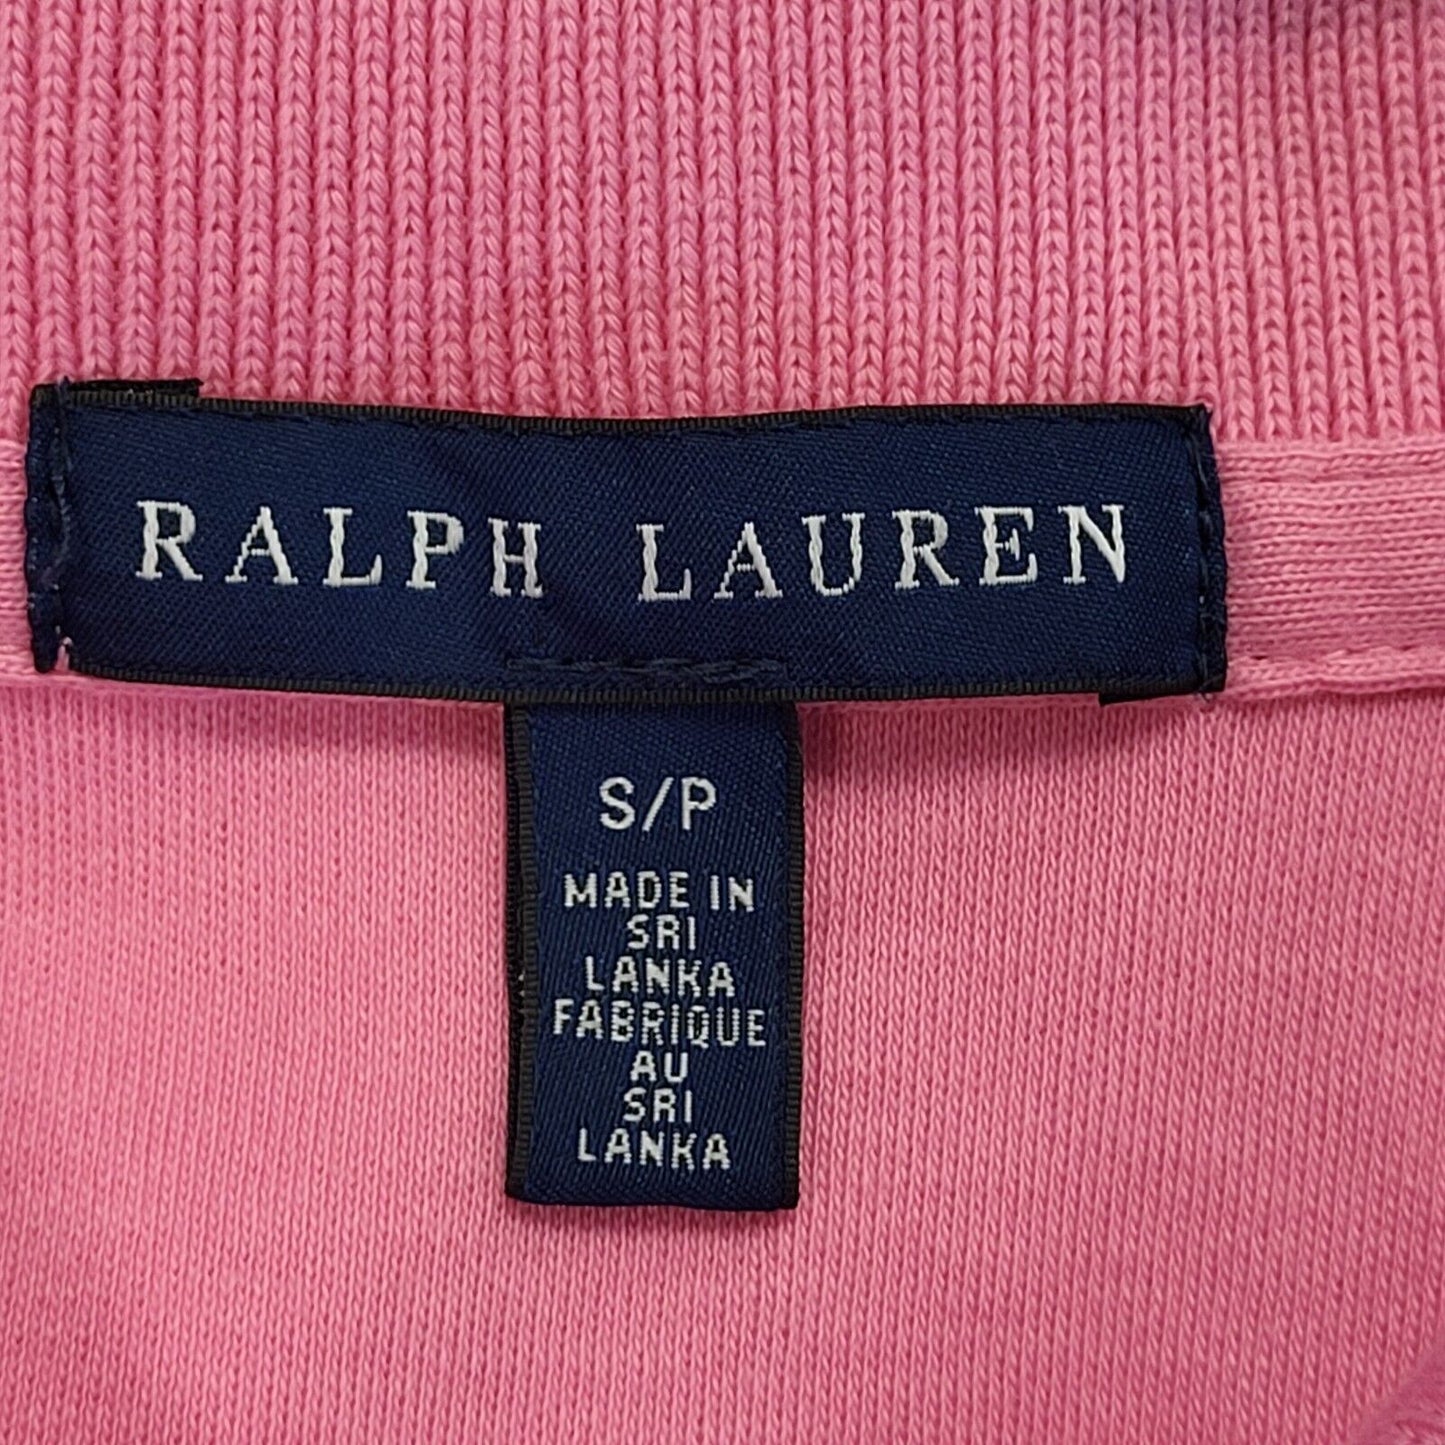 RALPH LAUREN
S/P
MADE IN
SRI
LANKA
FABRIQUE
AU
SRI
LANKA